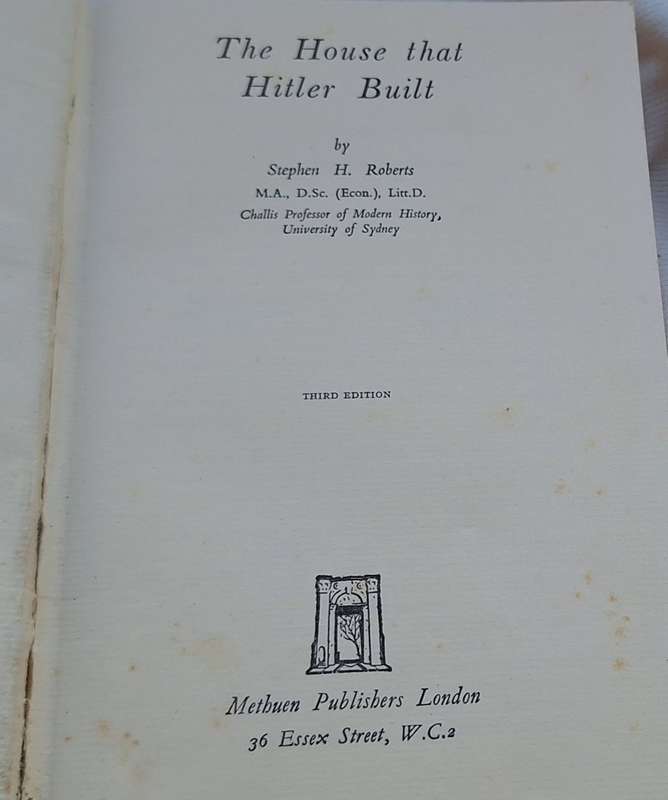 The House that
Hitler Built
by
Stephen H. Roberts
M.A., D.Sc. (Econ.), Litt.D.
Challis Professor of Modern History,
University of Sydney
THIRD EDITION
Methuen Publishers London
36 Essex Street, W.C.2